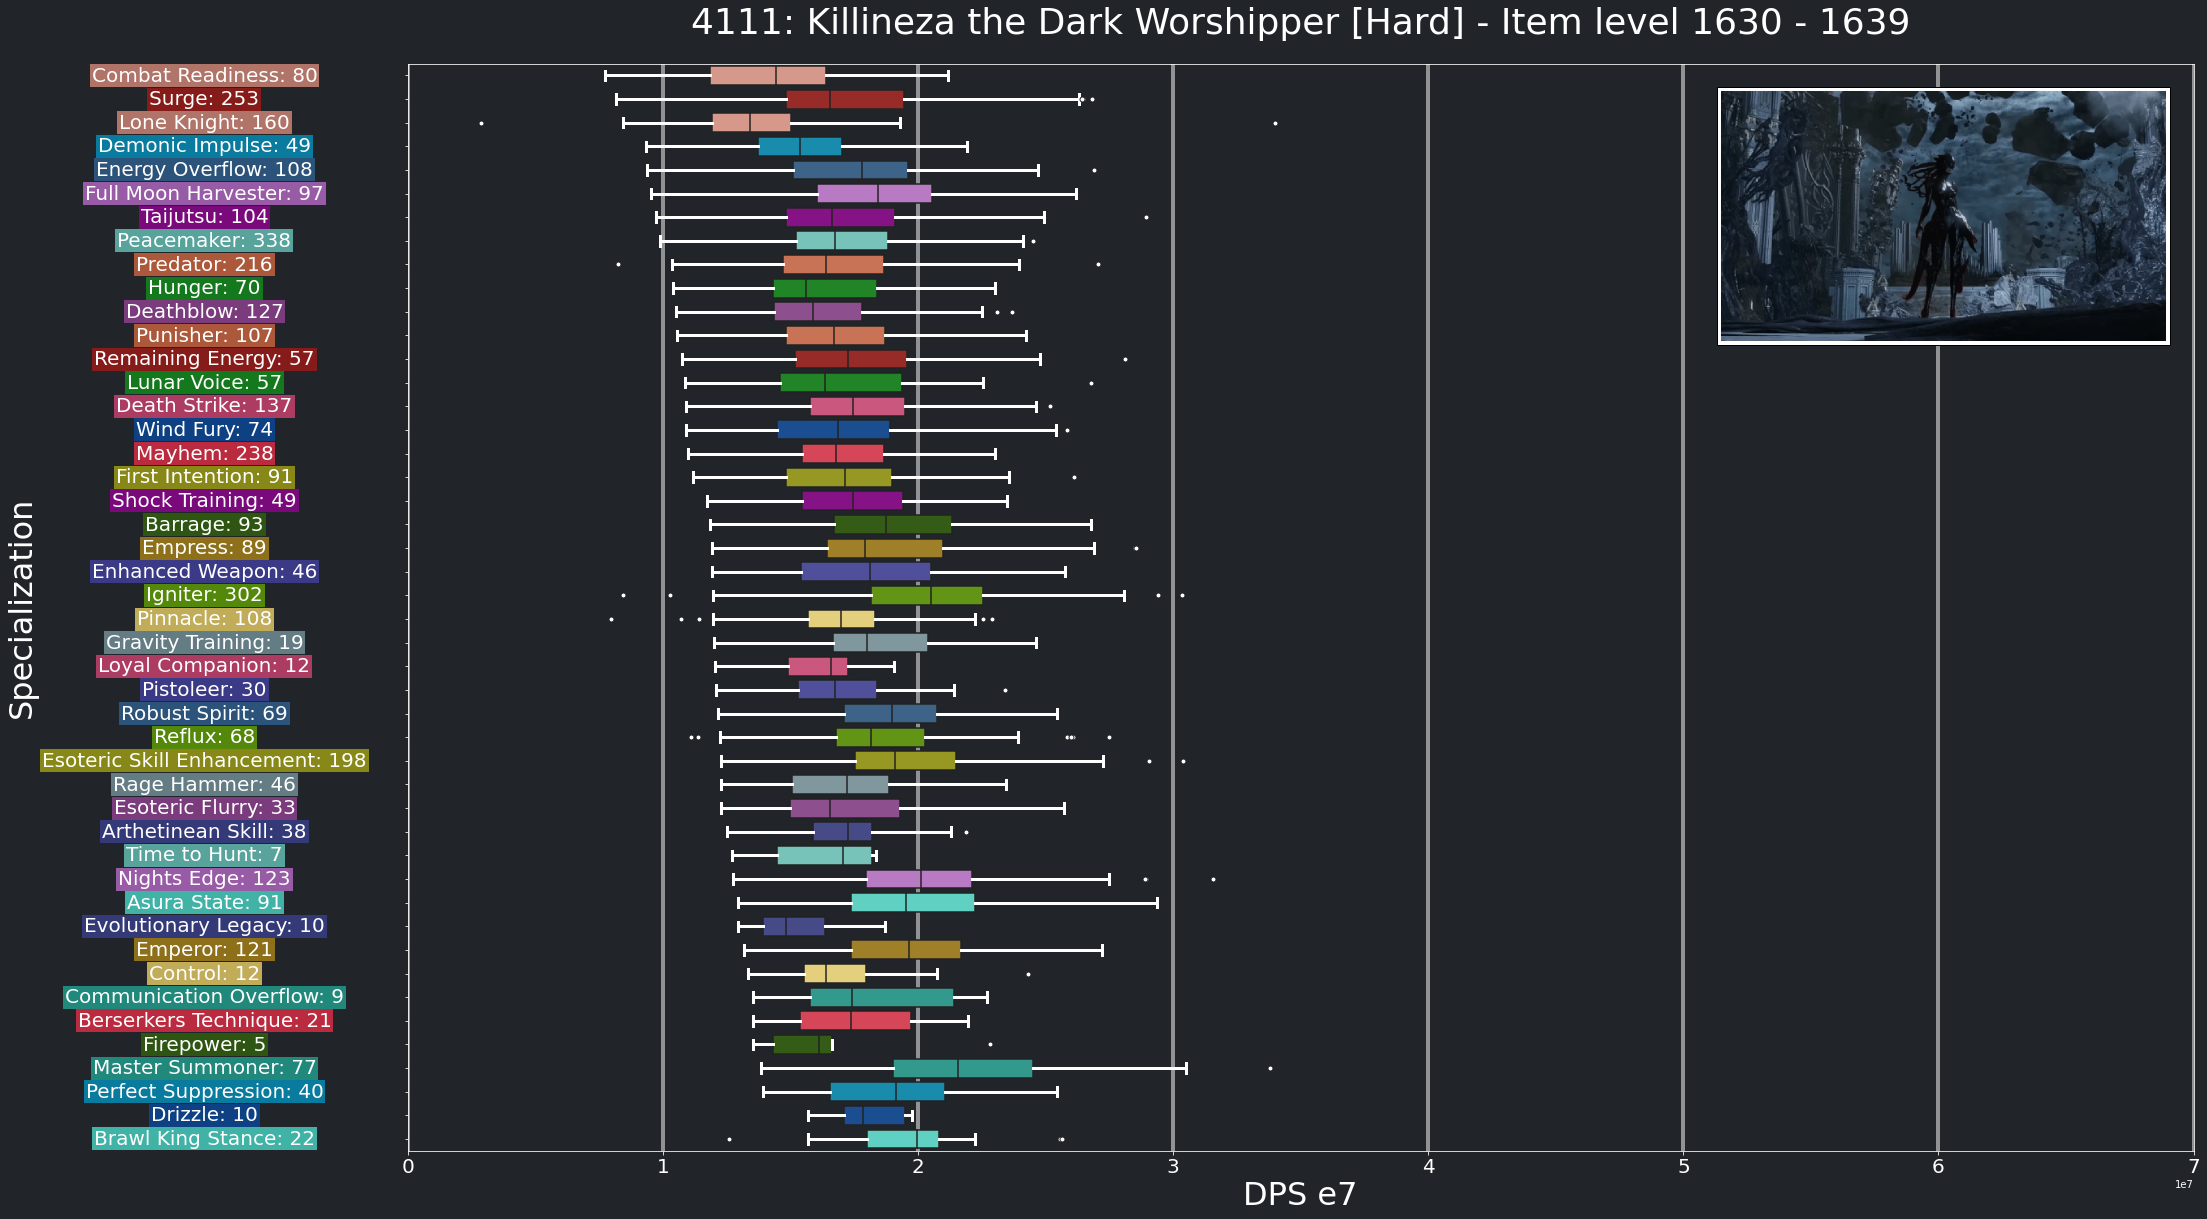 4111: Killineza the Dark Worshipper [Hard] - Item level 1630 - 1639
Combat Readiness: 80
Surge: 253
Lone Knight: 160
Demonic Impulse: 49
Energy Overflow: 108
Full Moon Harvester: 97
Taijutsu: 104
Peacemaker: 338
Predator: 216
Hunger: 70
Deathblow: 127
Punisher: 107
Remaining Energy: 57
Lunar Voice: 57
Death Strike: 137
Wind Fury: 74
Mayhem: 238
First Intention: 91
Shock Training: 49
Barrage: 93
Empress: 89
Enhanced Weapon: 46
Igniter: 302
Pinnacle: 108
Gravity Training: 19
Loyal Companion: 12
Pistoleer: 30
Robust Spirit: 69
Reflux: 68
Esoteric Skill Enhancement: 198
Rage Hammer: 46
Esoteric Flurry: 33
Arthetinean Skill: 38
Time to Hunt: 7
Nights Edge: 123
Asura State: 91
Evolutionary Legacy: 10
Emperor: 121
Control: 12
Communication Overflow: 9
Berserkers Technique: 21
Firepower: 5
Master Summoner: 77
Perfect Suppression: 40
Drizzle: 10
Brawl King Stance: 22
Specialization
0 1 2 3 4 5 6 7
1e7
DPS e7